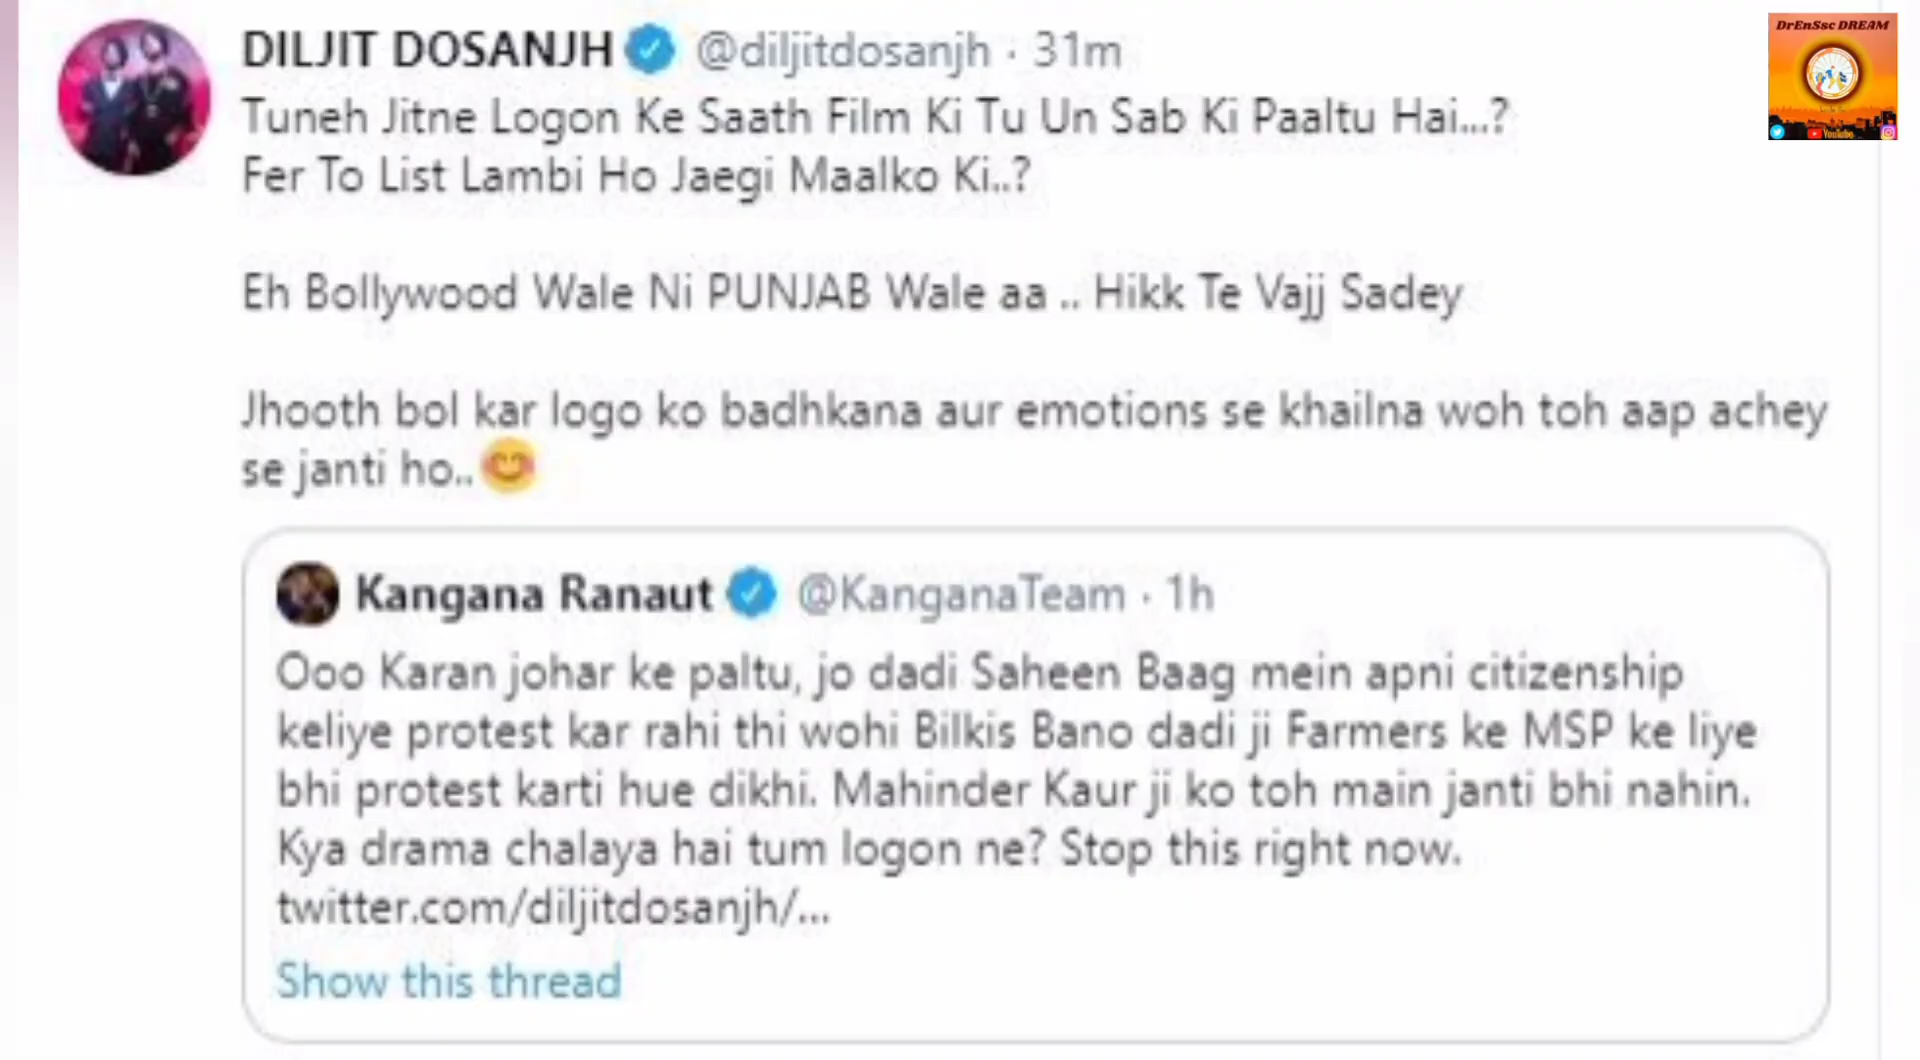 DILJIT DOSANJH @diljitdosanjh · 31m
Tuneh Jitne Logon Ke Saath Film Ki Tu Un Sab Ki Paaltu Hai...?
Fer To List Lambi Ho Jaegi Maalko Ki..?
Eh Bollywood Wale Ni PUNJAB Wale aa .. Hikk Te Vajj Sadey
Jhooth bol kar logo ko badhkana aur emotions se khailna woh toh aap achey
se janti ho..😊
Kangana Ranaut @KanganaTeam · 1h
Ooo Karan johar ke paltu, jo dadi Saheen Baag mein apni citizenship
keliye protest kar rahi thi wohi Bilkis Bano dadi ji Farmers ke MSP ke liye
bhi protest karti hue dikhi. Mahinder Kaur ji ko toh main janti bhi nahin.
Kya drama chalaya hai tum logon ne? Stop this right now.
twitter.com/diljitdosanjh/...
Show this thread
DrEnSsc DREAM
YouTube